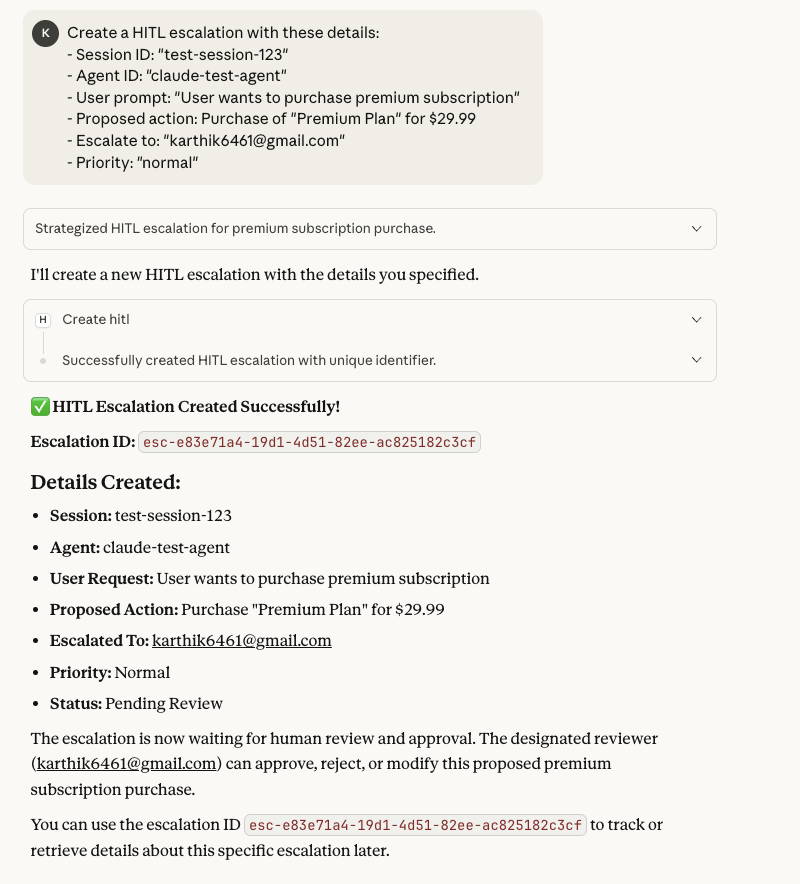 K
Create a HITL escalation with these details:
- Session ID: "test-session-123"
- Agent ID: "claude-test-agent"
- User prompt: "User wants to purchase premium subscription"
- Proposed action: Purchase of "Premium Plan" for $29.99
- Escalate to: "karthik6461@gmail.com"
- Priority: "normal"
Strategized HITL escalation for premium subscription purchase.
I'll create a new HITL escalation with the details you specified.
H Create hitl
Successfully created HITL escalation with unique identifier.
✅ HITL Escalation Created Successfully!
Escalation ID: esc-e83e71a4-19d1-4d51-82ee-ac825182c3cf
Details Created:
• Session: test-session-123
• Agent: claude-test-agent
• User Request: User wants to purchase premium subscription
• Proposed Action: Purchase "Premium Plan" for $29.99
• Escalated To: karthik6461@gmail.com
• Priority: Normal
• Status: Pending Review
The escalation is now waiting for human review and approval. The designated reviewer
(karthik6461@gmail.com) can approve, reject, or modify this proposed premium
subscription purchase.
You can use the escalation ID esc-e83e71a4-19d1-4d51-82ee-ac825182c3cf to track or
retrieve details about this specific escalation later.